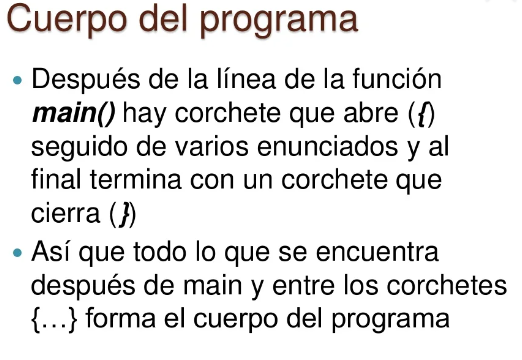 Cuerpo del programa
• Después de la línea de la función
main() hay corchete que abre ({)
seguido de varios enunciados y al
final termina con un corchete que
cierra (})
• Así que todo lo que se encuentra
después de main y entre los corchetes
{...} forma el cuerpo del programa